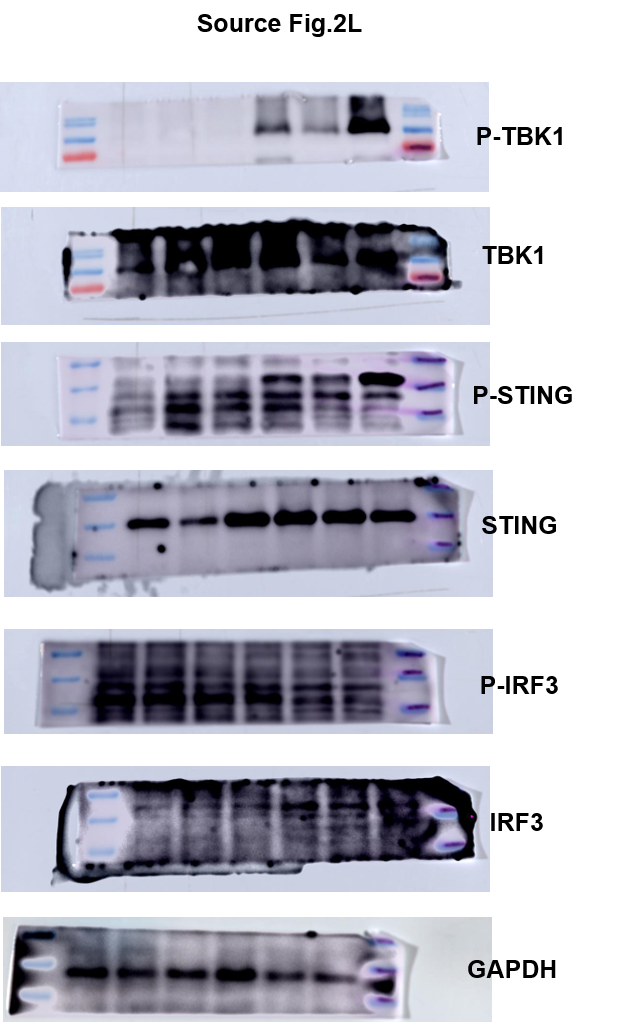 Source Fig.2L
P-TBK1
TBK1
P-STING
STING
P-IRF3
IRF3
GAPDH